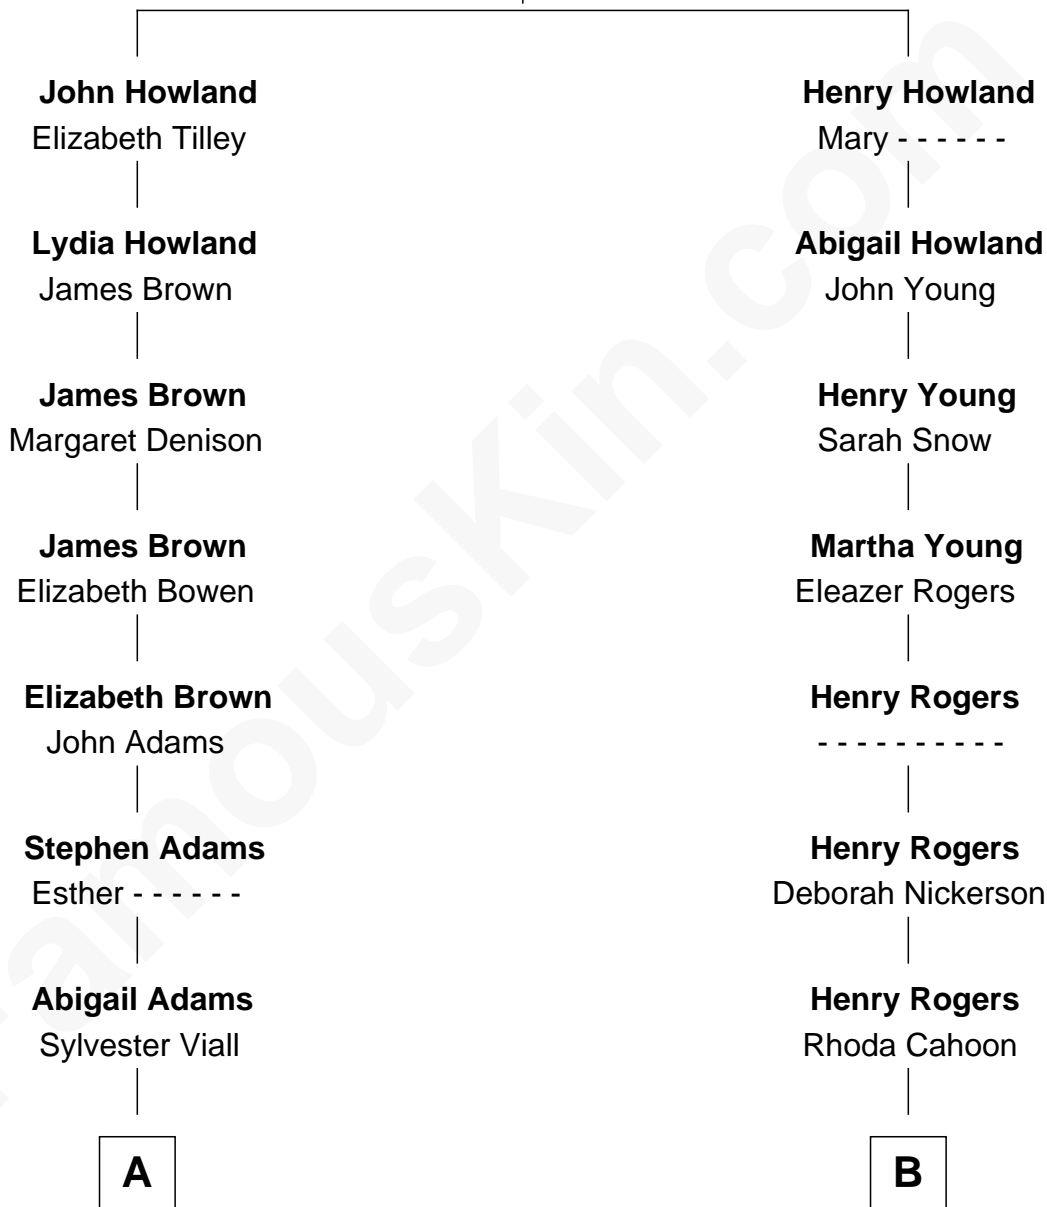 John Howland
Elizabeth Tilley
Lydia Howland
James Brown
James Brown
Margaret Denison
James Brown
Elizabeth Bowen
Elizabeth Brown
John Adams
Stephen Adams
Esther - - - - - -
Abigail Adams
Sylvester Viall
A
Henry Howland
Mary - - - - - -
Abigail Howland
John Young
Henry Young
Sarah Snow
Martha Young
Eleazer Rogers
Henry Rogers
- - - - - - - - - -
Henry Rogers
Deborah Nickerson
Henry Rogers
Rhoda Cahoon
B
FamousKin.com